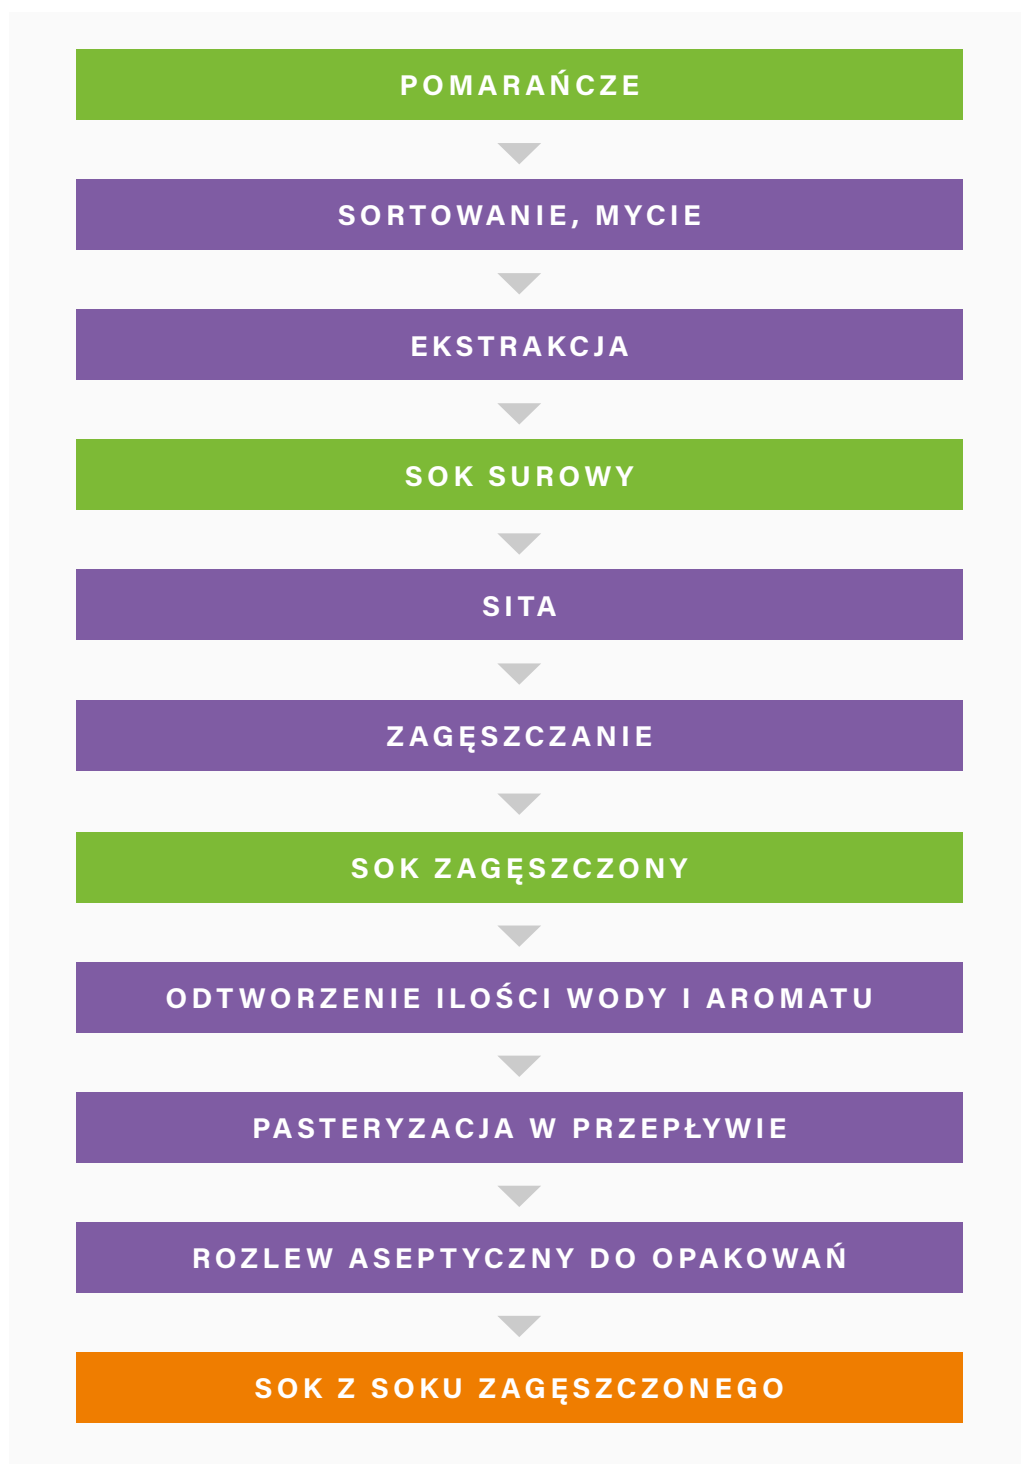 POMARAŃCZE
SORTOWANIE, MYCIE
EKSTRAKCJA
SOK SUROWY
SITA
ZAGĘSZCZANIE
SOK ZAGĘSZCZONY
ODTWORZENIE ILOŚCI WODY I AROMATU
PASTERYZACJA W PRZEPŁYWIE
ROZLEW ASEPTYCZNY DO OPAKOWAŃ
SOK Z SOKU ZAGĘSZCZONEGO